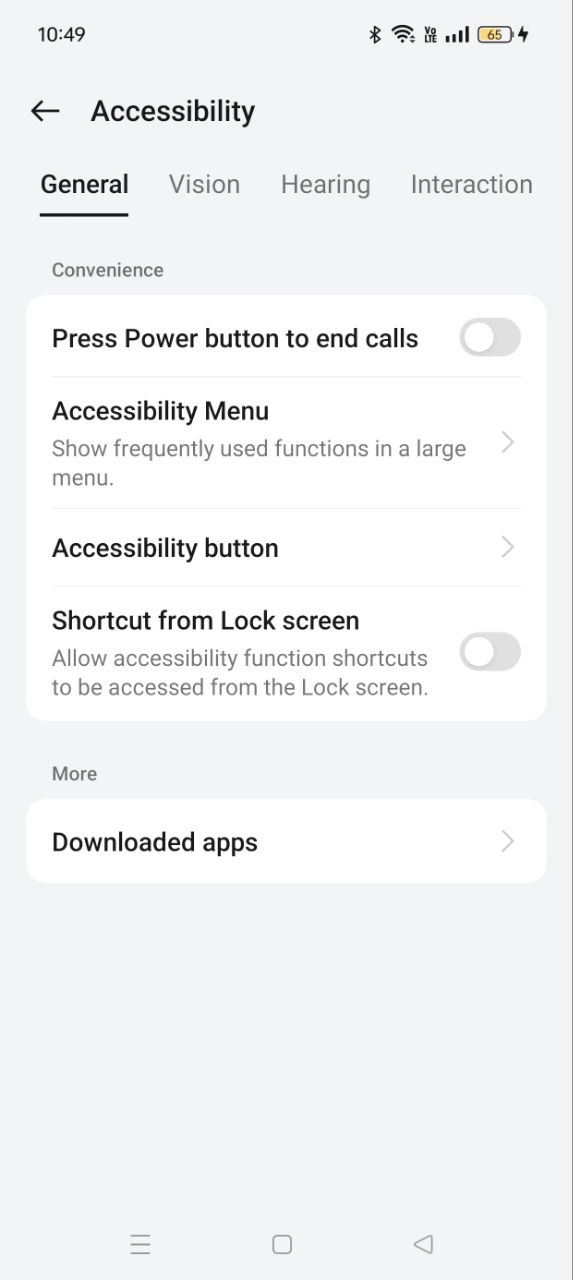 10:49
Vo LTE 65
Accessibility
General Vision Hearing Interaction
Convenience
Press Power button to end calls
Accessibility Menu
Show frequently used functions in a large
menu.
Accessibility button
Shortcut from Lock screen
Allow accessibility function shortcuts
to be accessed from the Lock screen.
More
Downloaded apps